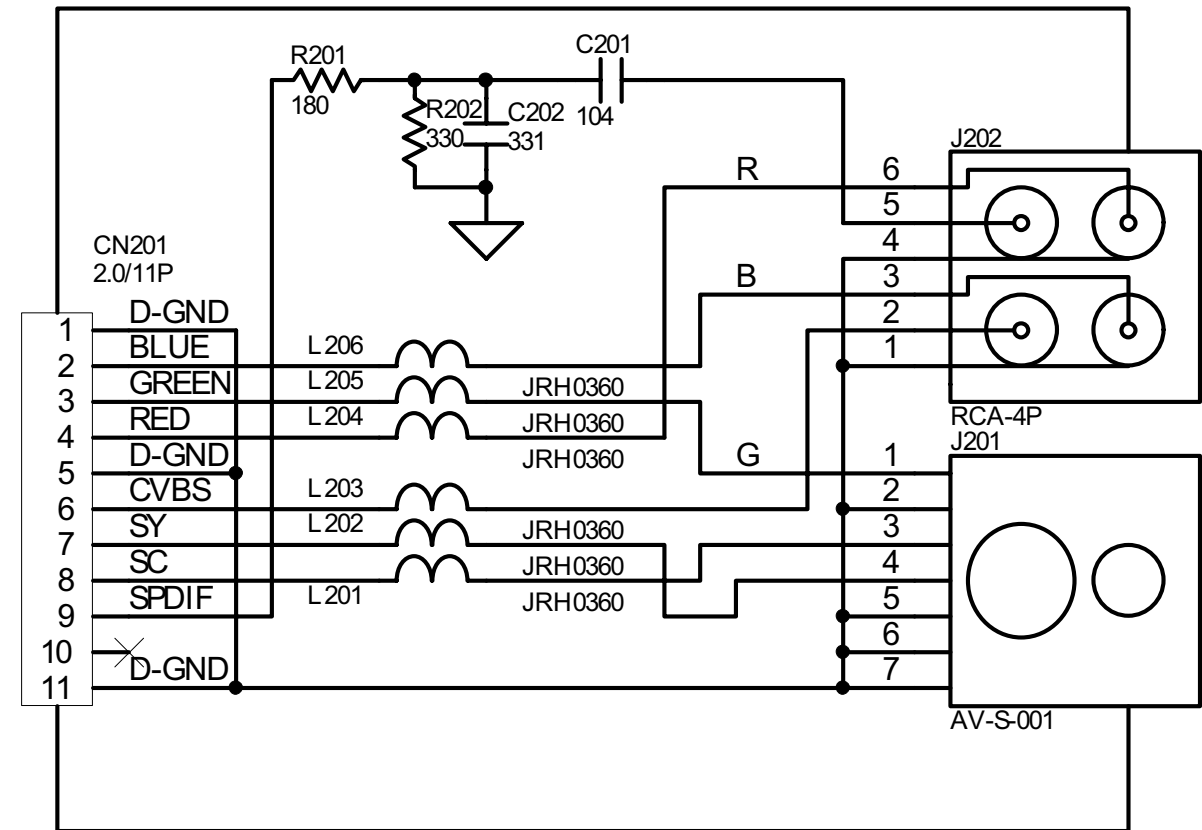 C201
R201
180
R202
330
C202
331
104
J202
R
6
5
4
B
3
2
1
CN201
2.0/11P
1
D-GND
2
BLUE
L206
3
GREEN
L205
JRH0360
4
RED
L204
JRH0360
5
D-GND
JRH0360
6
CVBS
L203
7
SY
L202
JRH0360
8
SC
JRH0360
9
SPDIF
L201
JRH0360
10
D-GND
11
RCA-4P
J201
G
1
2
3
4
5
6
7
AV-S-001